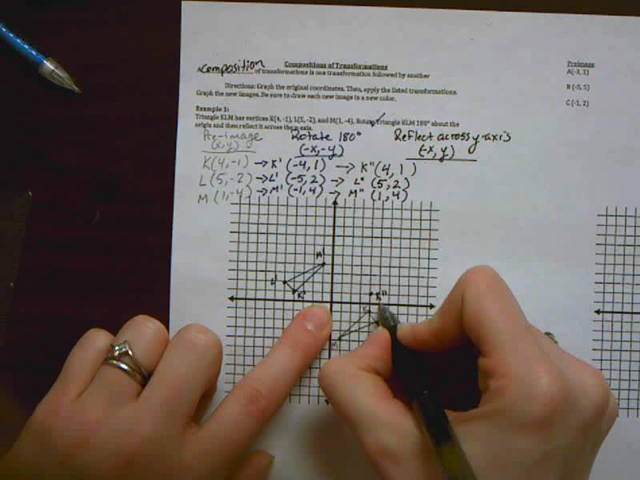 Compositions of Transformations
A composition of transformations is one transformation followed by another
Directions: Graph the original coordinates. Then, apply the listed transformations.
Graph the new images. Be sure to draw each new image in a new color.
Example 1:
Triangle KLM has vertices K(4, -1), L(5, -2), and M(1, -4). Rotate Triangle KLM 180° about the
origin and then reflect it across the y-axis.
Pre-image Rotate 180° Reflect across y-axis
(x,y) (-x,-y) (-x, y)
K(4,-1) → K' (-4, 1) → K" (4, 1)
L(5,-2) → L' (-5, 2) → L" (5, 2)
M(1,-4) → M' (-1, 4) → M" (1, 4)
M'
L'
K'
K"
Preimage
B (-5, 5)